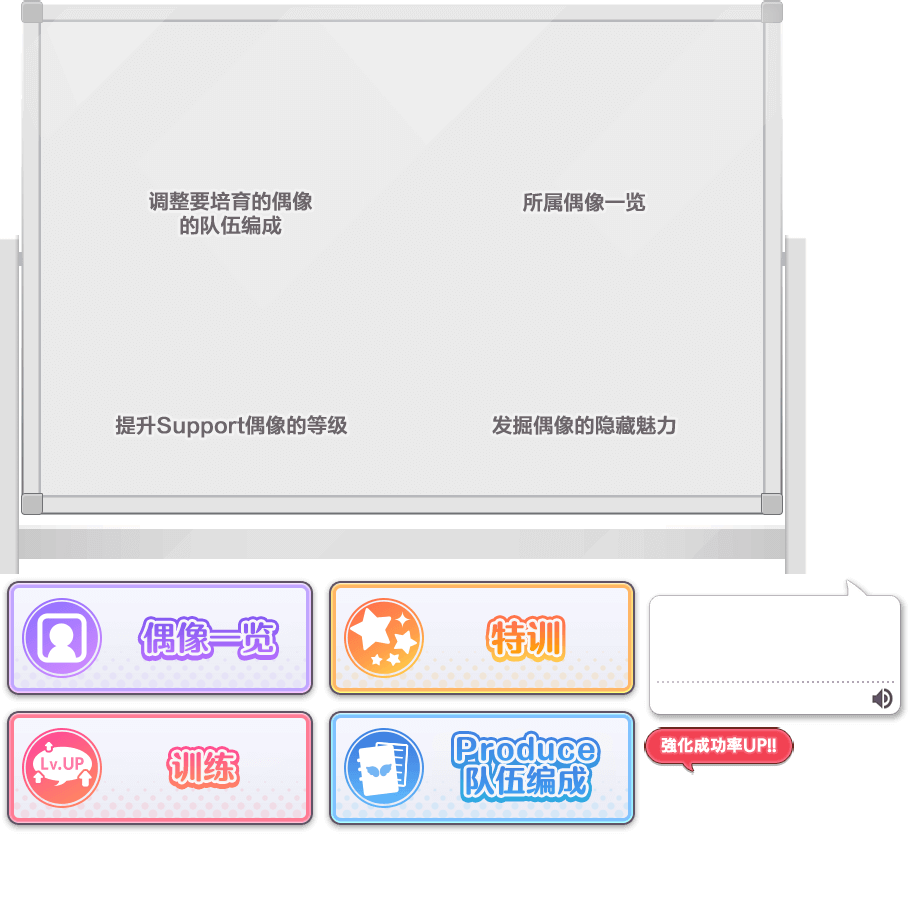 调整要培育的偶像
的队伍编成
所属偶像一览
提升Support偶像的等级
发掘偶像的隐藏魅力
偶像一览
特训
Lv.UP
训练
Produce
队伍编成
強化成功率UP!!